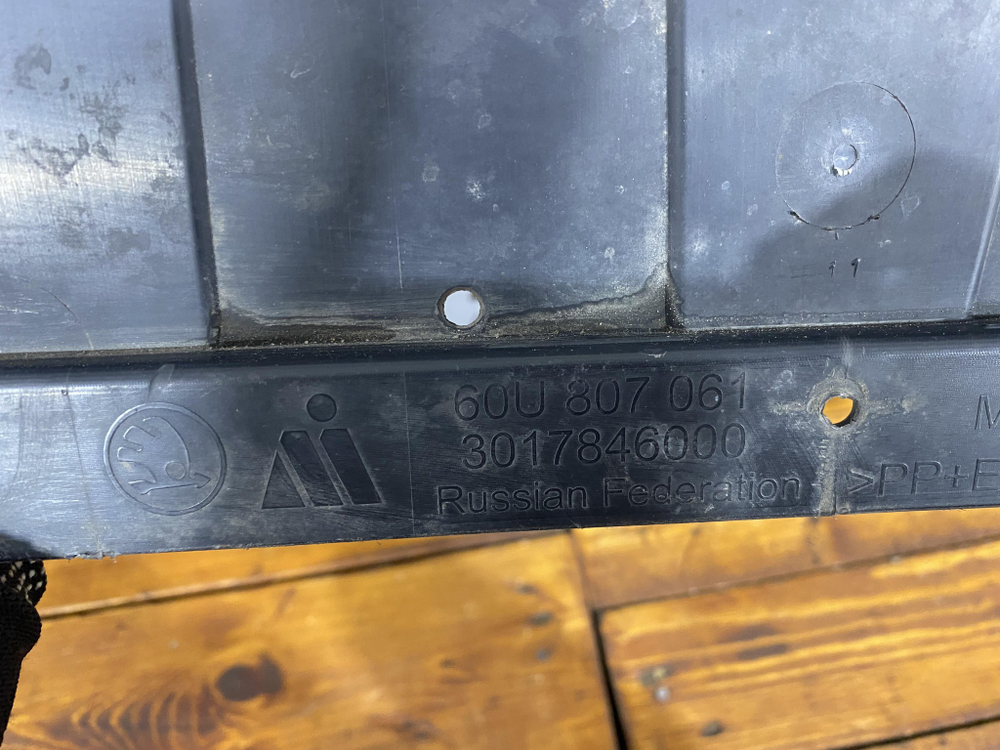 60U 807 061
3017846000
Russian Federation
M
>PP+E